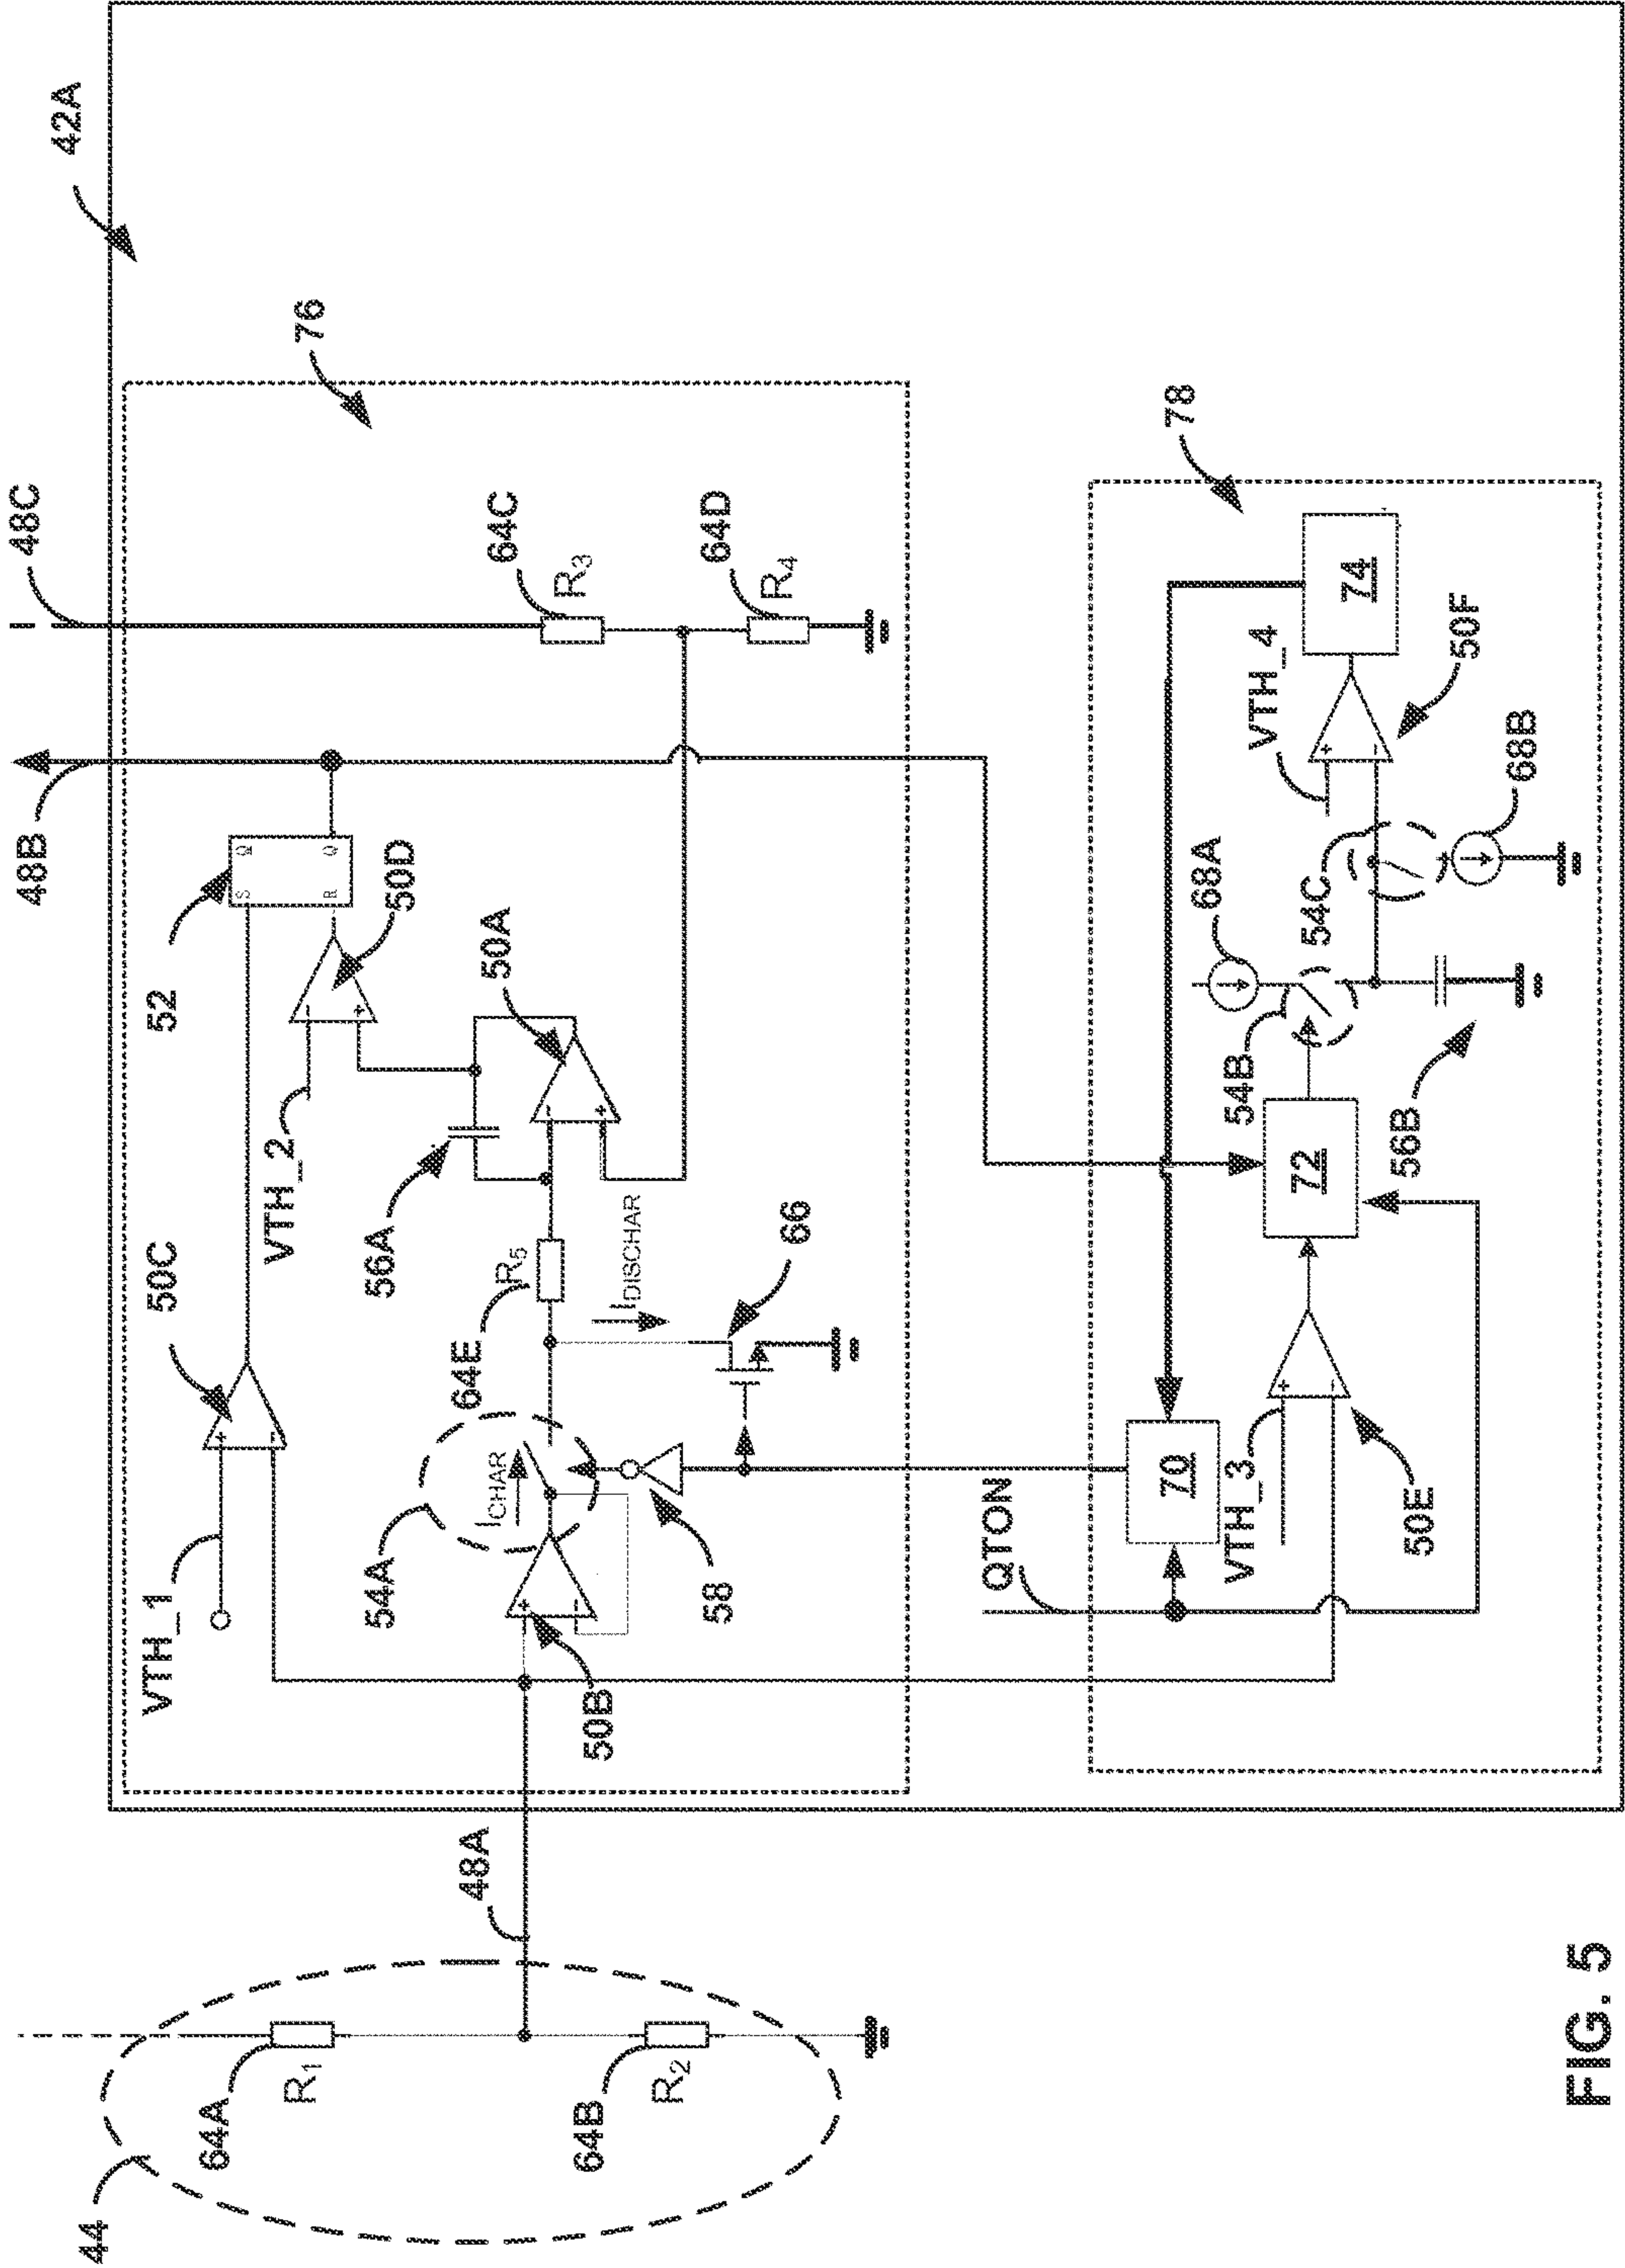 42A
76
48C
48B
64C
R3
64D
R4
52
S
Q
R
Q
50D
50A
VTH_2
50C
56A
64E
R5
IDISCHAR
66
VTH_1
54A
ICHAR
58
50B
48A
44
64A
R1
64B
R2
78
74
VTH_4
50F
68A
54C
68B
54B
72
56B
70
QTON
VTH_3
50E
+
-
FIG. 5